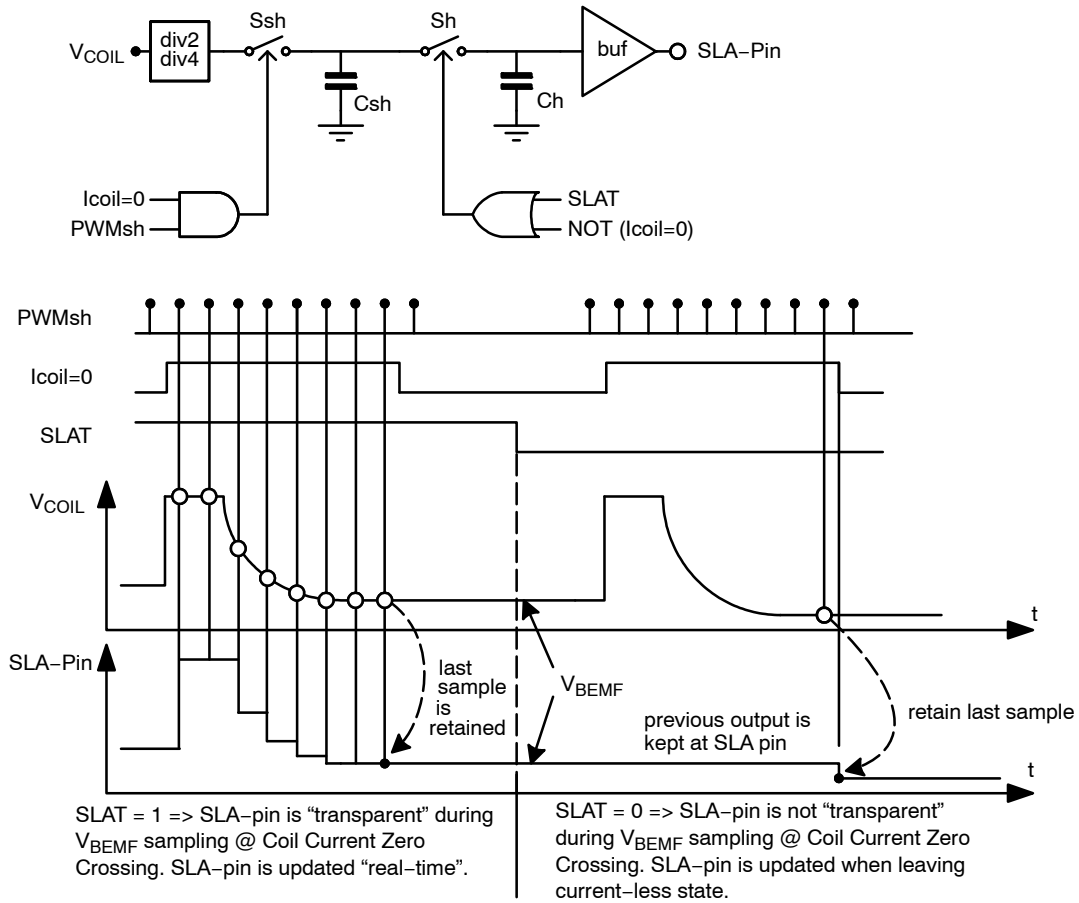 Ssh
Sh
V_COIL
div2
div4
buf
SLA−Pin
Csh
Ch
Icoil=0
PWMsh
SLAT
NOT (Icoil=0)
PWMsh
Icoil=0
SLAT
V_COIL
t
SLA−Pin
last
sample
is
retained
V_BEMF
previous output is
kept at SLA pin
retain last sample
t
SLAT = 1 => SLA−pin is “transparent” during
V_BEMF sampling @ Coil Current Zero
Crossing. SLA−pin is updated “real−time”.
SLAT = 0 => SLA−pin is not “transparent”
during V_BEMF sampling @ Coil Current Zero
Crossing. SLA−pin is updated when leaving
current−less state.